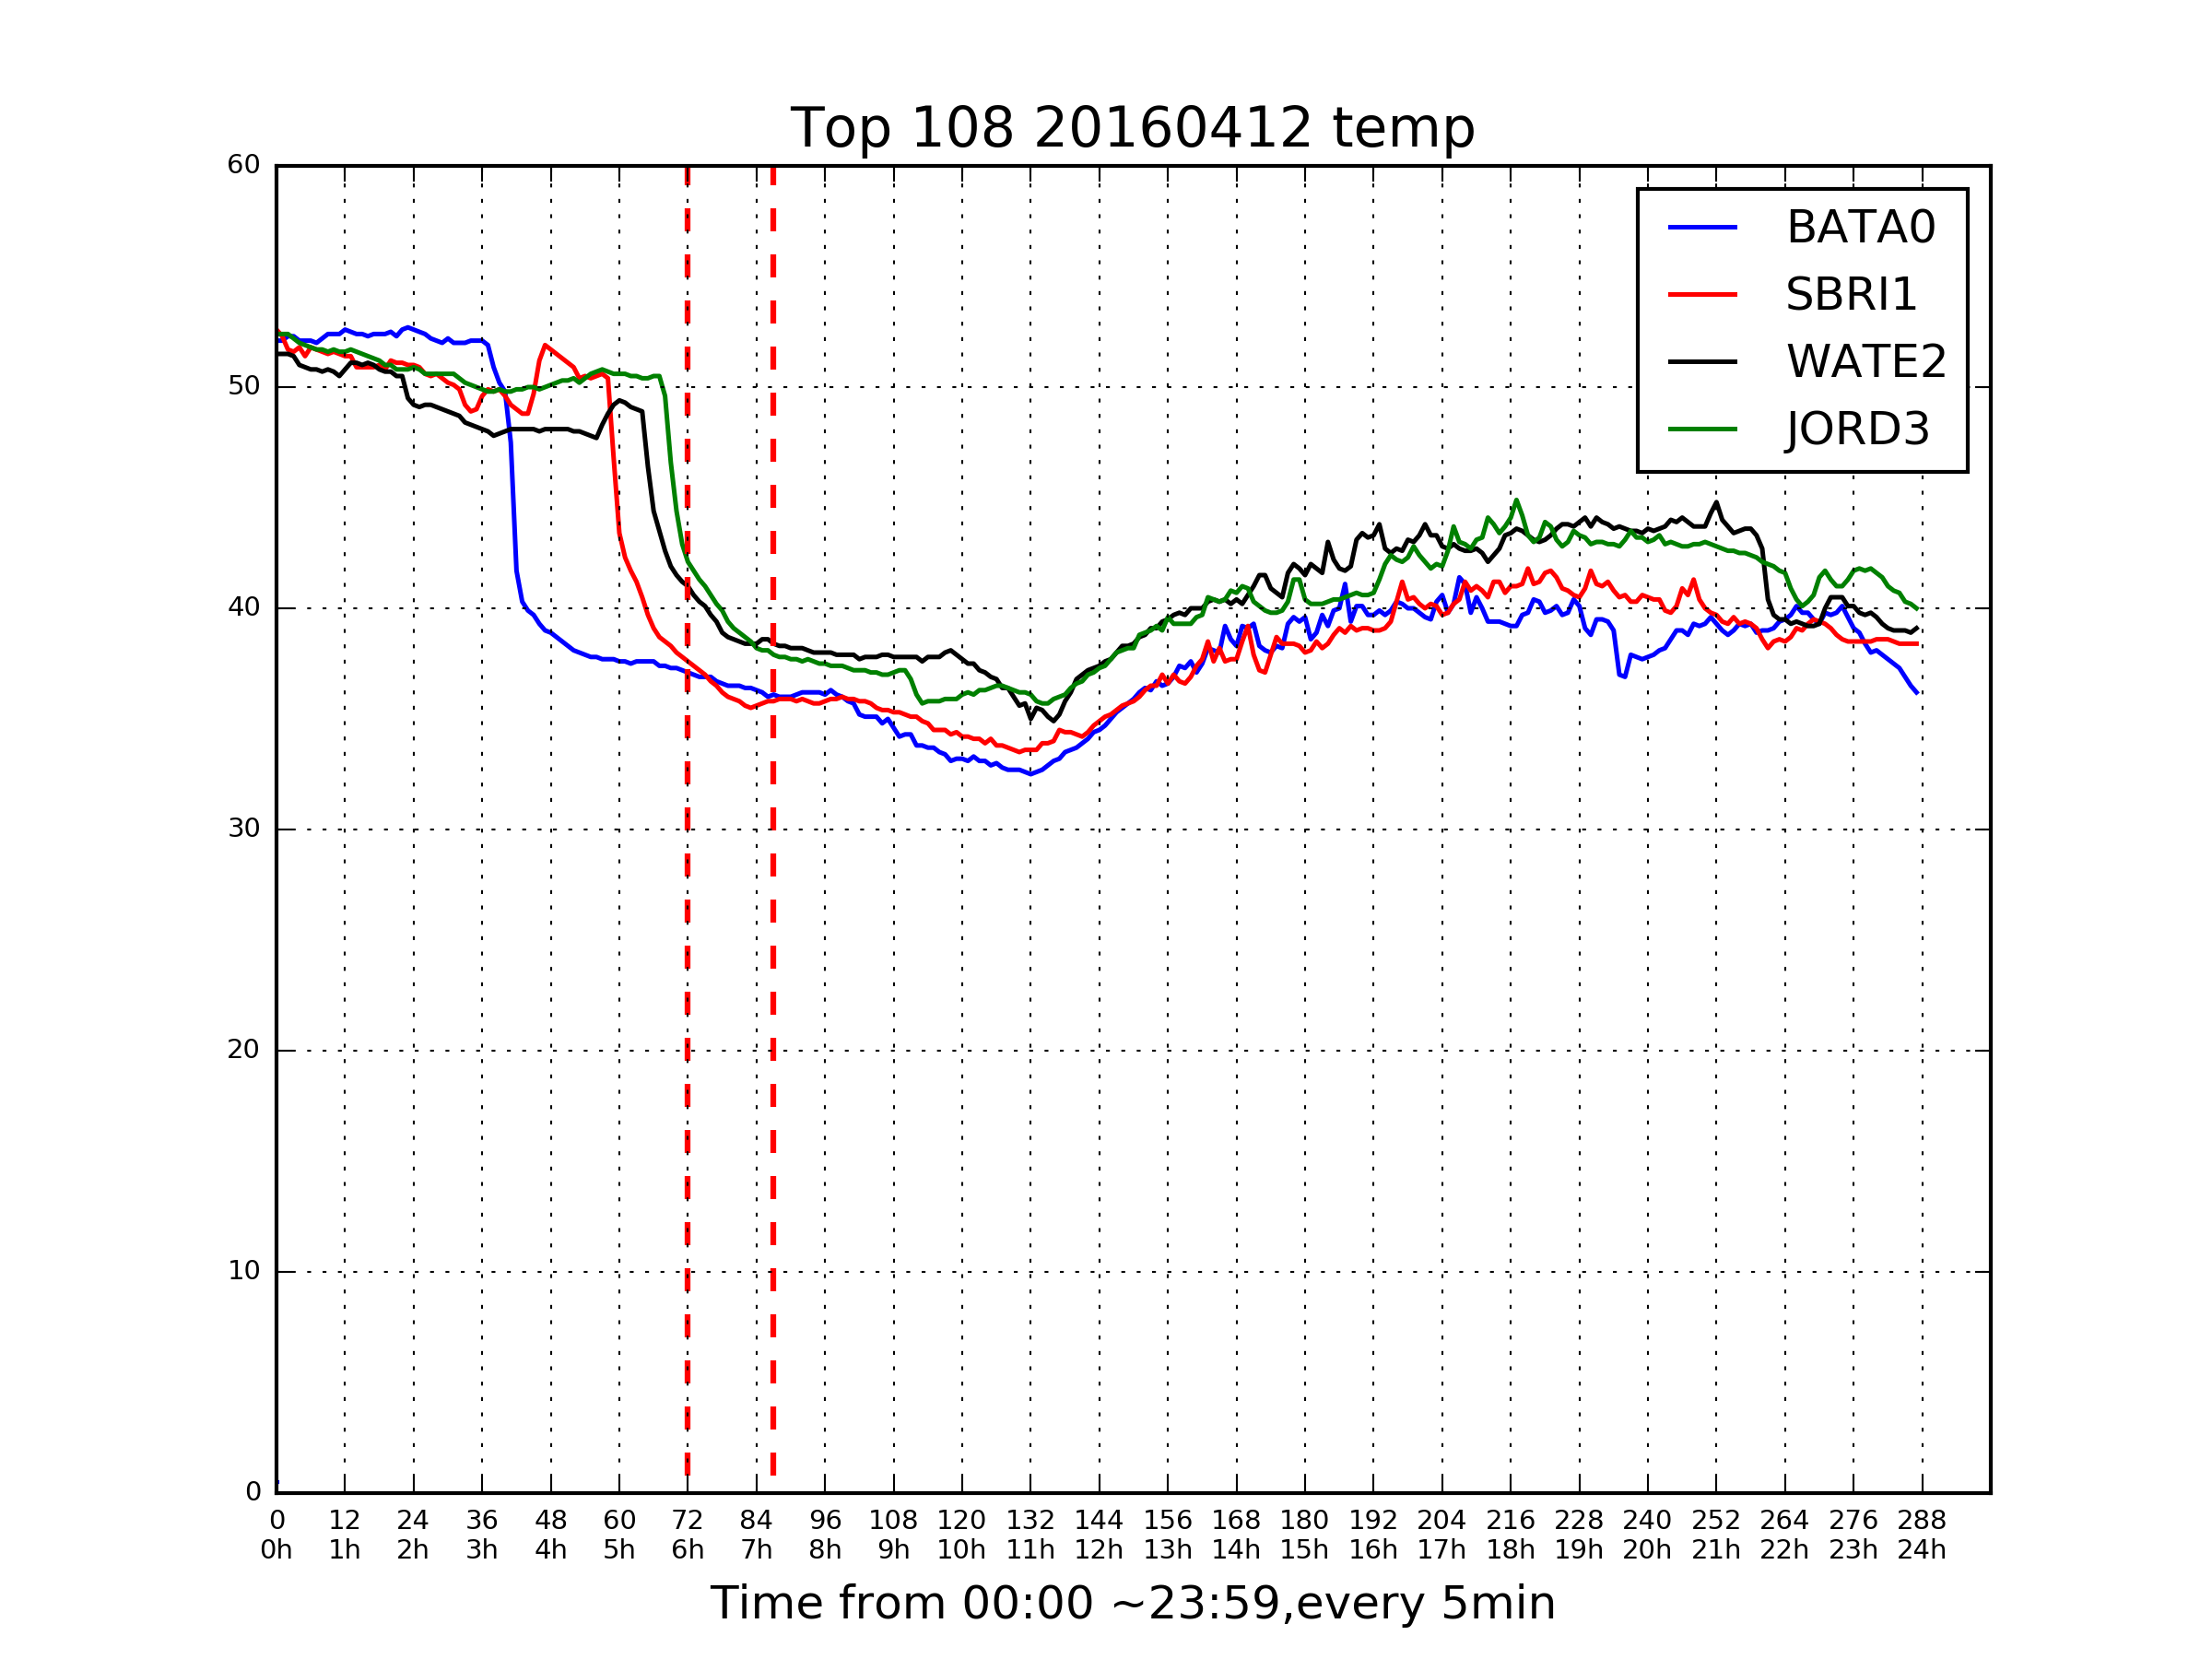 Top 108 20160412 temp
60
50
40
30
20
10
0
BATA0
SBRI1
WATE2
JORD3
0 12 24 36 48 60 72 84 96 108 120 132 144 156 168 180 192 204 216 228 240 252 264 276 288
0h 1h 2h 3h 4h 5h 6h 7h 8h 9h 10h 11h 12h 13h 14h 15h 16h 17h 18h 19h 20h 21h 22h 23h 24h
Time from 00:00 ~23:59,every 5min